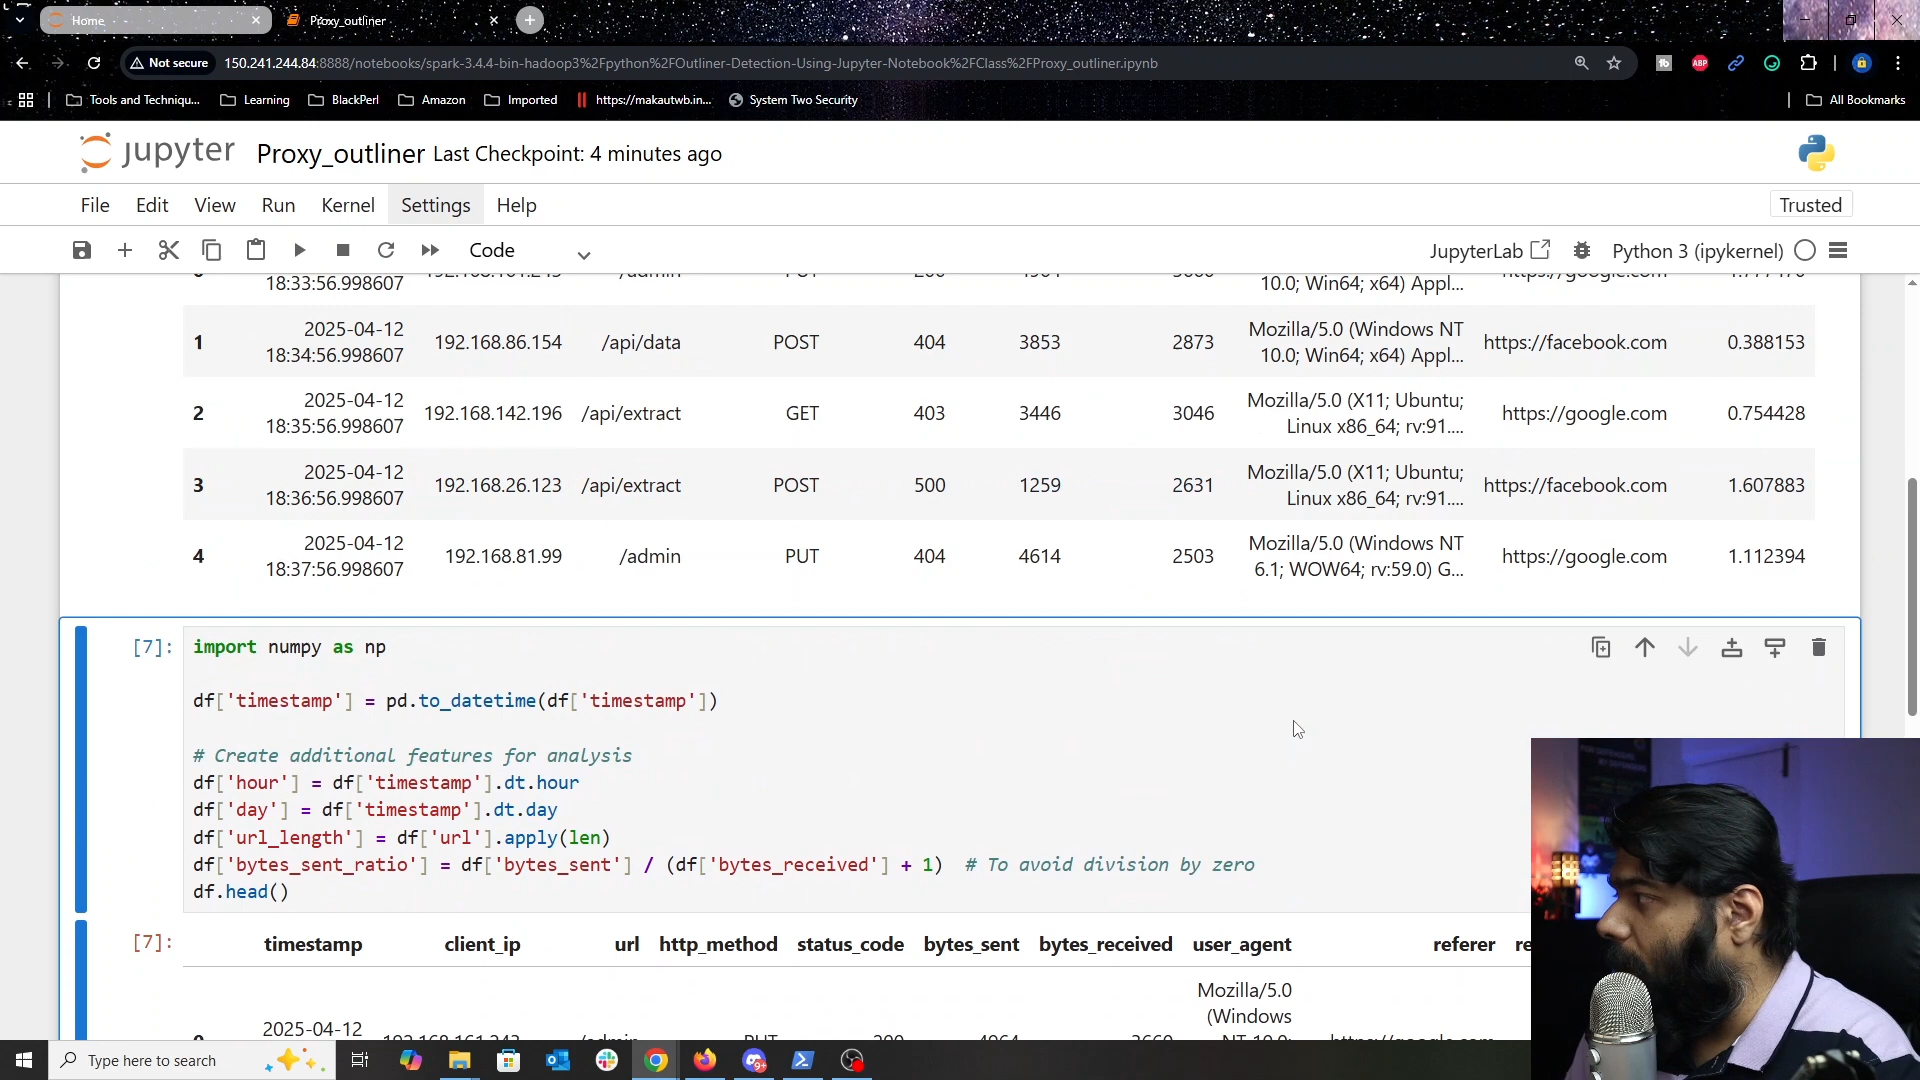 Home
Proxy_outliner
Not secure
150.241.244.84:8888/notebooks/spark-3.4.4-bin-hadoop3%2Fpython%2FOutliner-Detection-Using-Jupyter-Notebook%2FClass%2FProxy_outliner.ipynb
Tools and Techniqu...
Learning
BlackPerl
Amazon
Imported
https://makautwb.in...
System Two Security
All Bookmarks
jupyter Proxy_outliner Last Checkpoint: 4 minutes ago
File Edit View Run Kernel Settings Help Trusted
Code JupyterLab Python 3 (ipykernel)
18:33:56.998607 10.0; Win64; x64) Appl...
1 2025-04-12 18:34:56.998607 192.168.86.154 /api/data POST 404 3853 2873 Mozilla/5.0 (Windows NT 10.0; Win64; x64) Appl... https://facebook.com 0.388153
2 2025-04-12 18:35:56.998607 192.168.142.196 /api/extract GET 403 3446 3046 Mozilla/5.0 (X11; Ubuntu; Linux x86_64; rv:91.... https://google.com 0.754428
3 2025-04-12 18:36:56.998607 192.168.26.123 /api/extract POST 500 1259 2631 Mozilla/5.0 (X11; Ubuntu; Linux x86_64; rv:91.... https://facebook.com 1.607883
4 2025-04-12 18:37:56.998607 192.168.81.99 /admin PUT 404 4614 2503 Mozilla/5.0 (Windows NT 6.1; WOW64; rv:59.0) G... https://google.com 1.112394
[7]: import numpy as np
df['timestamp'] = pd.to_datetime(df['timestamp'])
# Create additional features for analysis
df['hour'] = df['timestamp'].dt.hour
df['day'] = df['timestamp'].dt.day
df['url_length'] = df['url'].apply(len)
df['bytes_sent_ratio'] = df['bytes_sent'] / (df['bytes_received'] + 1)  # To avoid division by zero
df.head()
[7]: timestamp client_ip url http_method status_code bytes_sent bytes_received user_agent referer
Mozilla/5.0
(Windows
2025-04-12
Type here to search